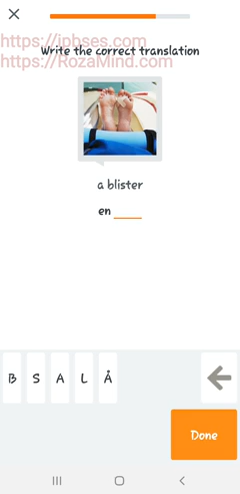 https://ipbses.com
Write the correct translation
https://RozaMind.com
a blister
en ____
B S A L Å
Done